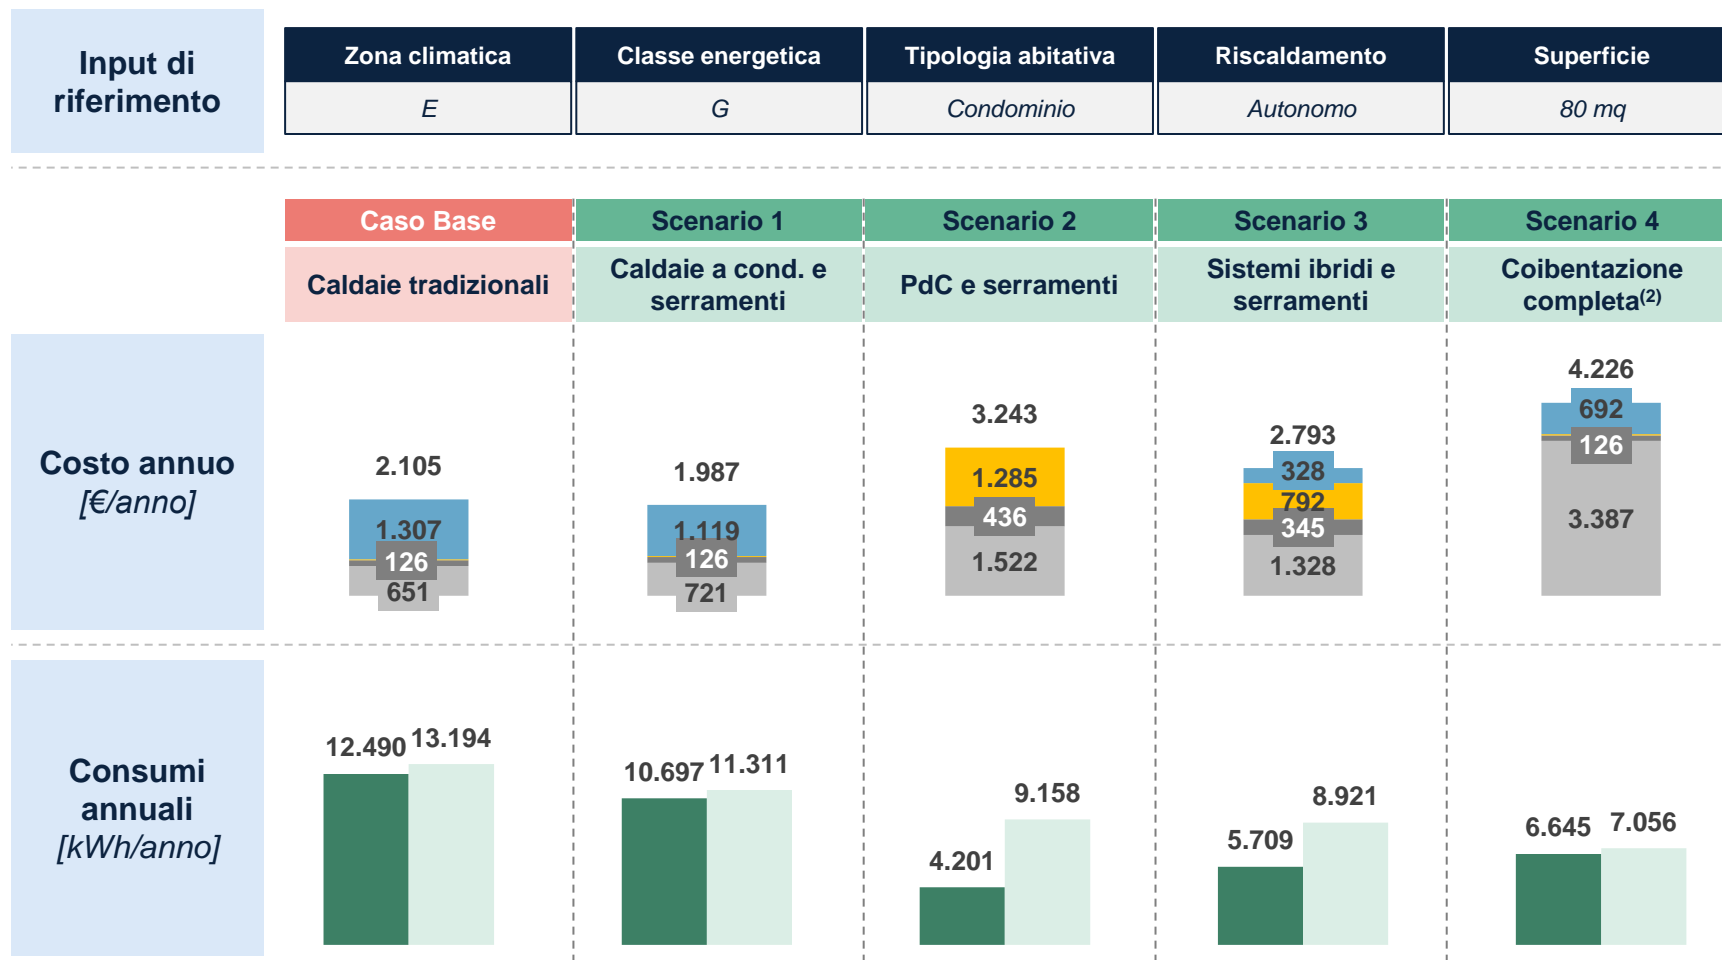 Input di
riferimento
Zona climatica
Classe energetica
Tipologia abitativa
Riscaldamento
Superficie
E
G
Condominio
Autonomo
80 mq
Caso Base
Scenario 1
Scenario 2
Scenario 3
Scenario 4
Caldaie tradizionali
Caldaie a cond. e
serramenti
PdC e serramenti
Sistemi ibridi e
serramenti
Coibentazione
completa(2)
Costo annuo
[€/anno]
2.105
1.307
126
651
1.987
1.119
126
721
3.243
1.285
436
1.522
2.793
328
792
345
1.328
4.226
692
126
3.387
Consumi
annuali
[kWh/anno]
12.490
13.194
10.697
11.311
4.201
9.158
5.709
8.921
6.645
7.056